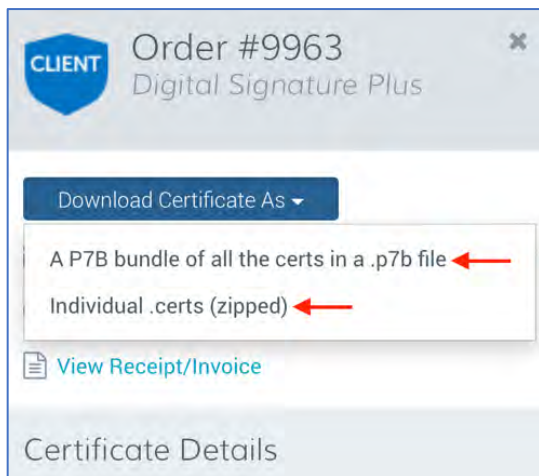 CLIENT
Order #9963
Digital Signature Plus
Download Certificate As
A P7B bundle of all the certs in a .p7b file
Individual .certs (zipped)
View Receipt/Invoice
Certificate Details